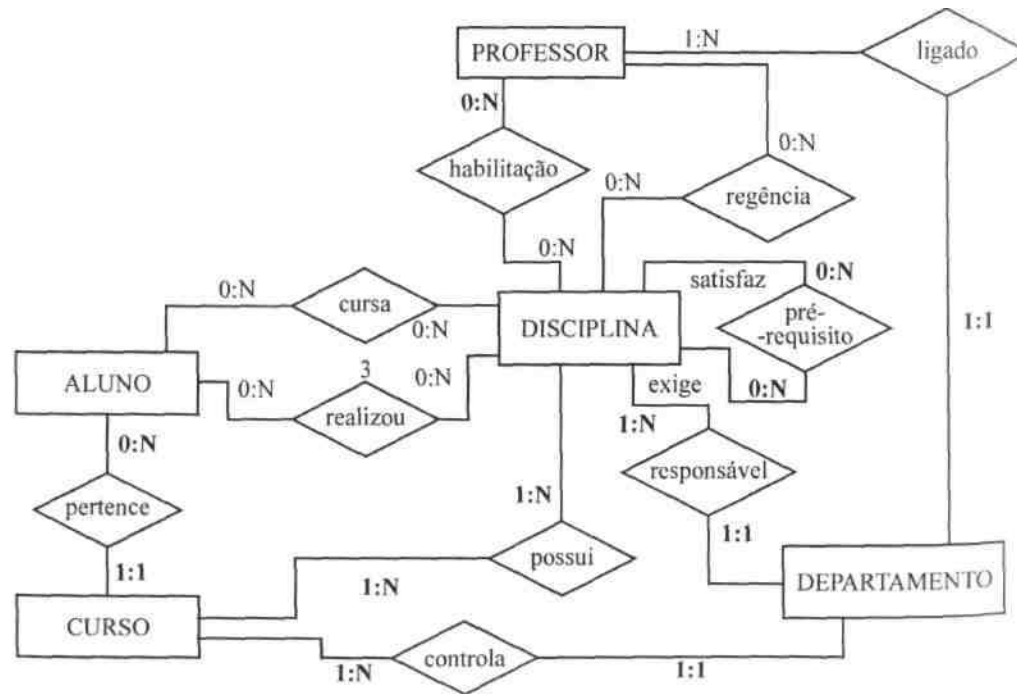 1:N
PROFESSOR
ligado
0:N
habilitação
0:N
0:N
regência
0:N
satisfaz
0:N
0:N
cursa
0:N
DISCIPLINA
pré-
-requisito
1:1
ALUNO
0:N
3
0:N
realizou
exige
0:N
1:N
0:N
responsável
pertence
1:N
1:1
possui
1:1
1:N
DEPARTAMENTO
CURSO
1:N
controla
1:1